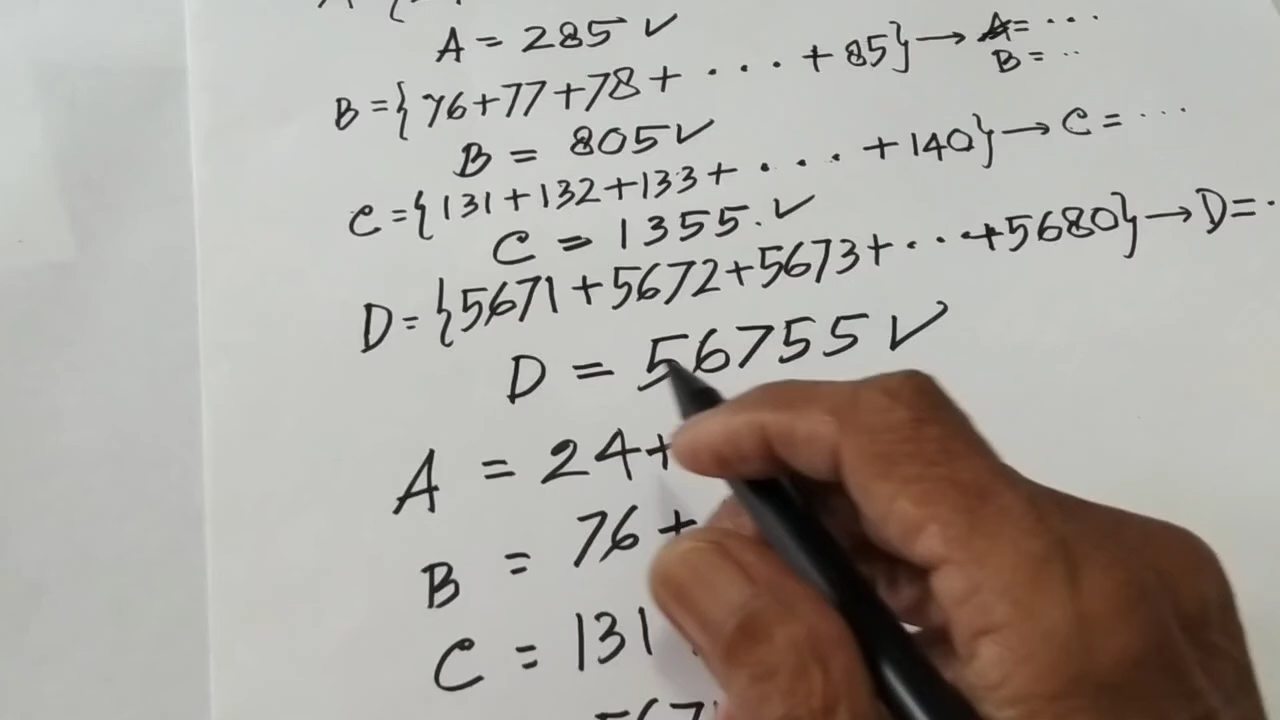 A = 285 ✓
B = {76+77+78+ . . . . +85} → A= . . .
B = ..
B = 805 ✓
C = {131+132+133+ . . . . +140} → C = . . .
C = 1355. ✓
D = {5671+5672+5673+ . . . +5680} → D= .
D = 56755 ✓
A = 24+
B = 76+
C = 131
567